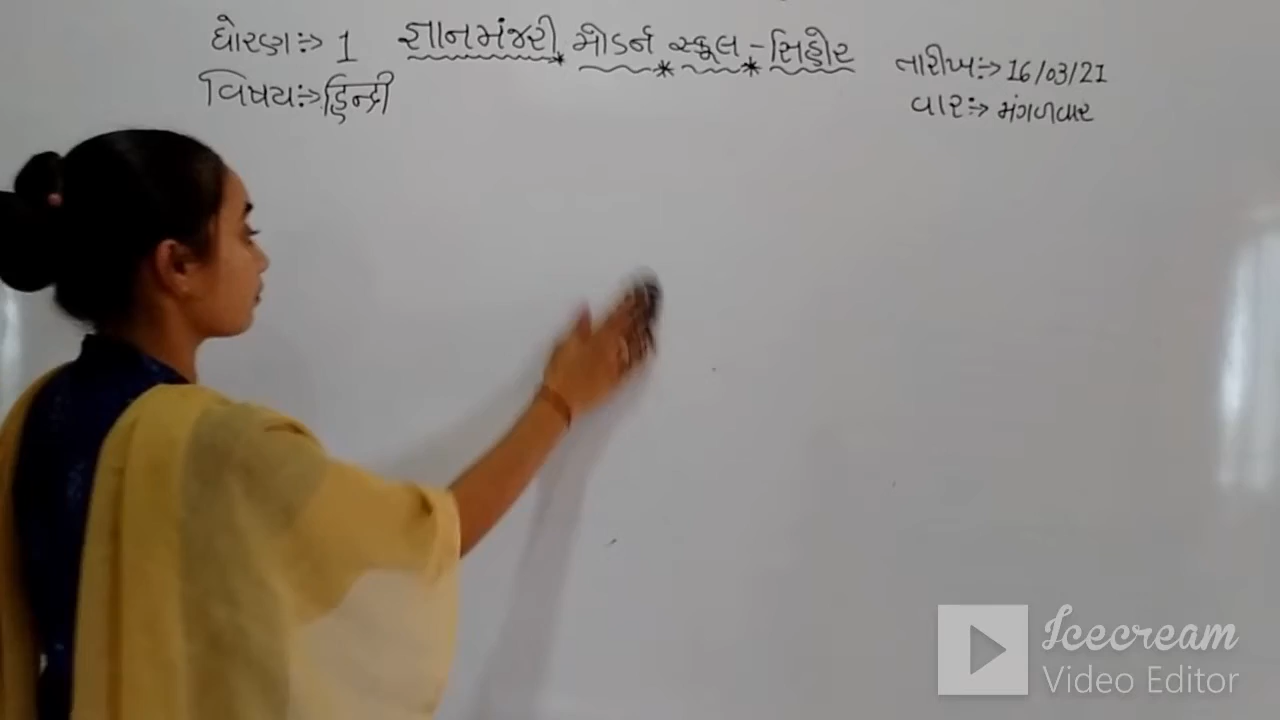 ધોરણ:-> 1 જ્ઞાનમંજરી મોડર્ન સ્કૂલ - સિહોર
તારીખ:-> 16/03/21
વિષય:-> હિન્દી
વાર:-> મંગળવાર
Icecream
Video Editor